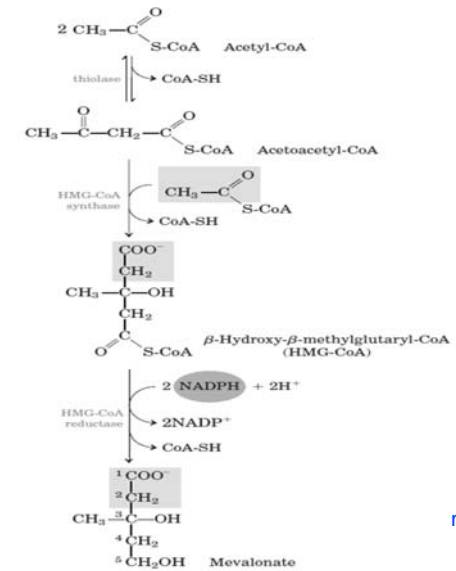 O
2 CH₃—C
S-CoA Acetyl-CoA
thiolase CoA-SH
O O
CH₃—C—CH₂—C
S-CoA Acetoacetyl-CoA
O
HMG-CoA CH₃—C
synthase S-CoA
CoA-SH
COO⁻
CH₂
CH₃—C—OH
CH₂
C
O S-CoA β-Hydroxy-β-methylglutaryl-CoA
(HMG-CoA)
2 NADPH + 2H⁺
HMG-CoA 2NADP⁺
reductase
CoA-SH
¹COO⁻
²CH₂
CH₃—³C—OH
⁴CH₂
⁵CH₂OH Mevalonate